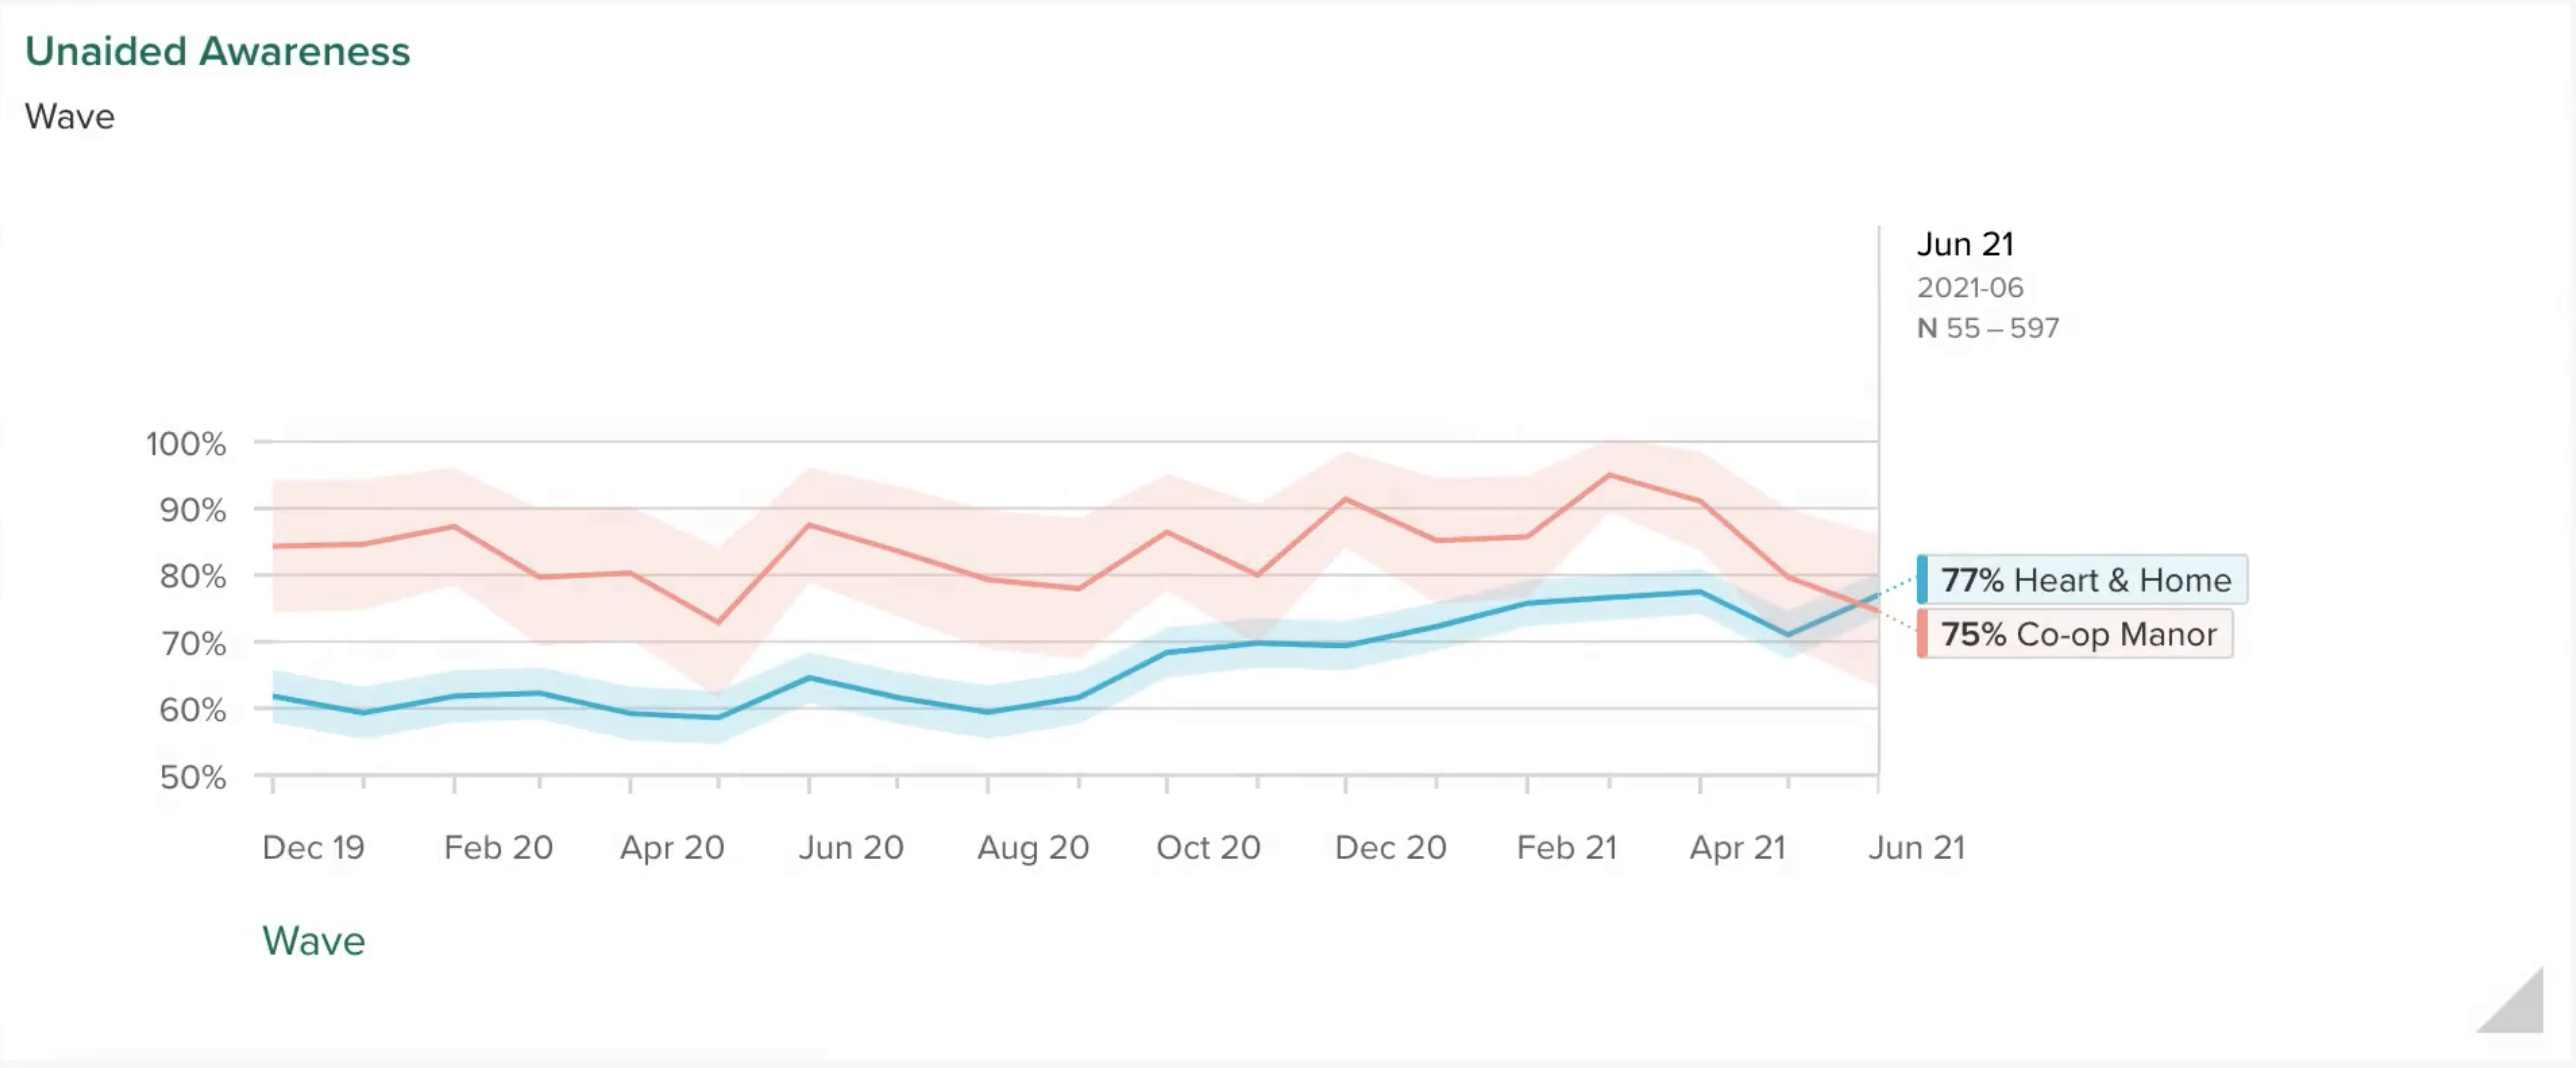 Unaided Awareness
Wave
Jun 21
2021-06
N 55 – 597
100%
90%
80%
70%
60%
50%
77% Heart & Home
75% Co-op Manor
Dec 19 Feb 20 Apr 20 Jun 20 Aug 20 Oct 20 Dec 20 Feb 21 Apr 21 Jun 21
Wave